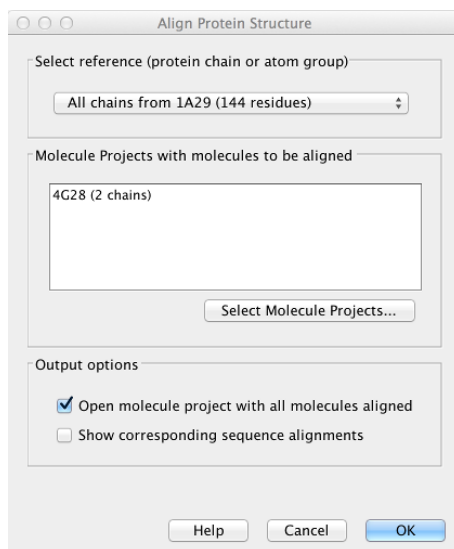 Align Protein Structure
Select reference (protein chain or atom group)
All chains from 1A29 (144 residues)
Molecule Projects with molecules to be aligned
4G28 (2 chains)
Select Molecule Projects...
Output options
Open molecule project with all molecules aligned
Show corresponding sequence alignments
Help Cancel OK